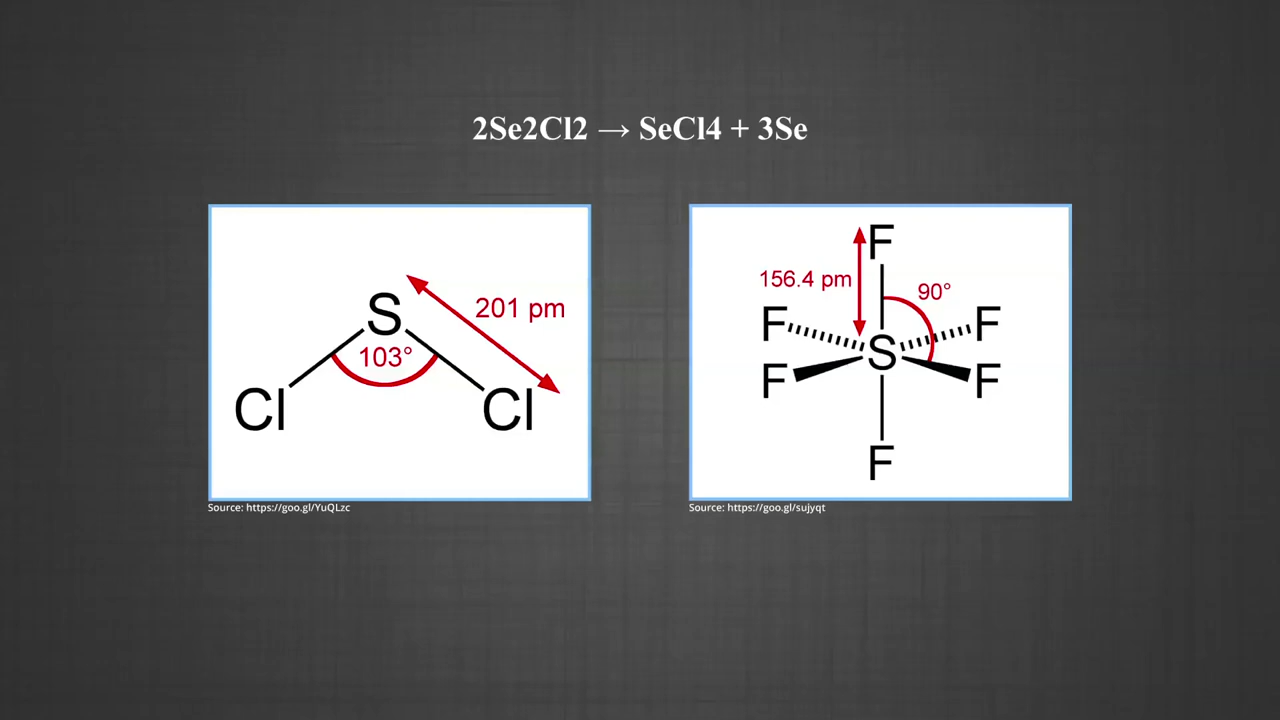 2Se2Cl2 → SeCl4 + 3Se
S
201 pm
103°
Cl
Cl
Source: https://goo.gl/YuQLzc
F
156.4 pm
90°
F
F
S
F
F
F
Source: https://goo.gl/sujyqt